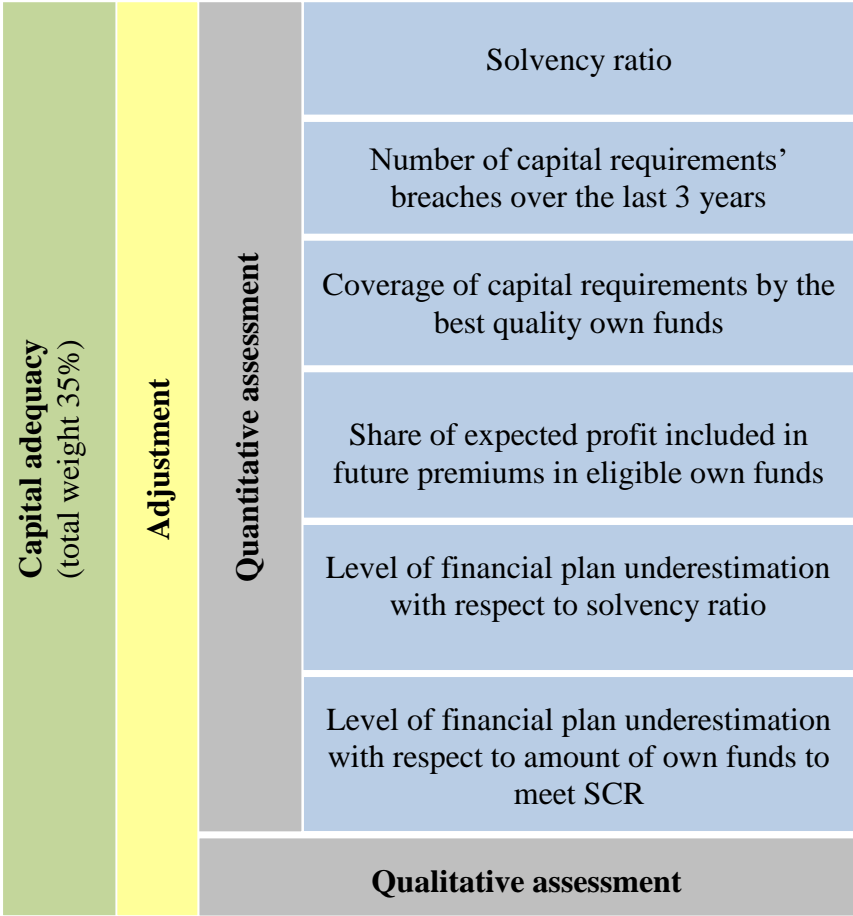 Capital adequacy
(total weight 35%)
Adjustment
Quantitative assessment
Solvency ratio
Number of capital requirements’
breaches over the last 3 years
Coverage of capital requirements by the
best quality own funds
Share of expected profit included in
future premiums in eligible own funds
Level of financial plan underestimation
with respect to solvency ratio
Level of financial plan underestimation
with respect to amount of own funds to
meet SCR
Qualitative assessment